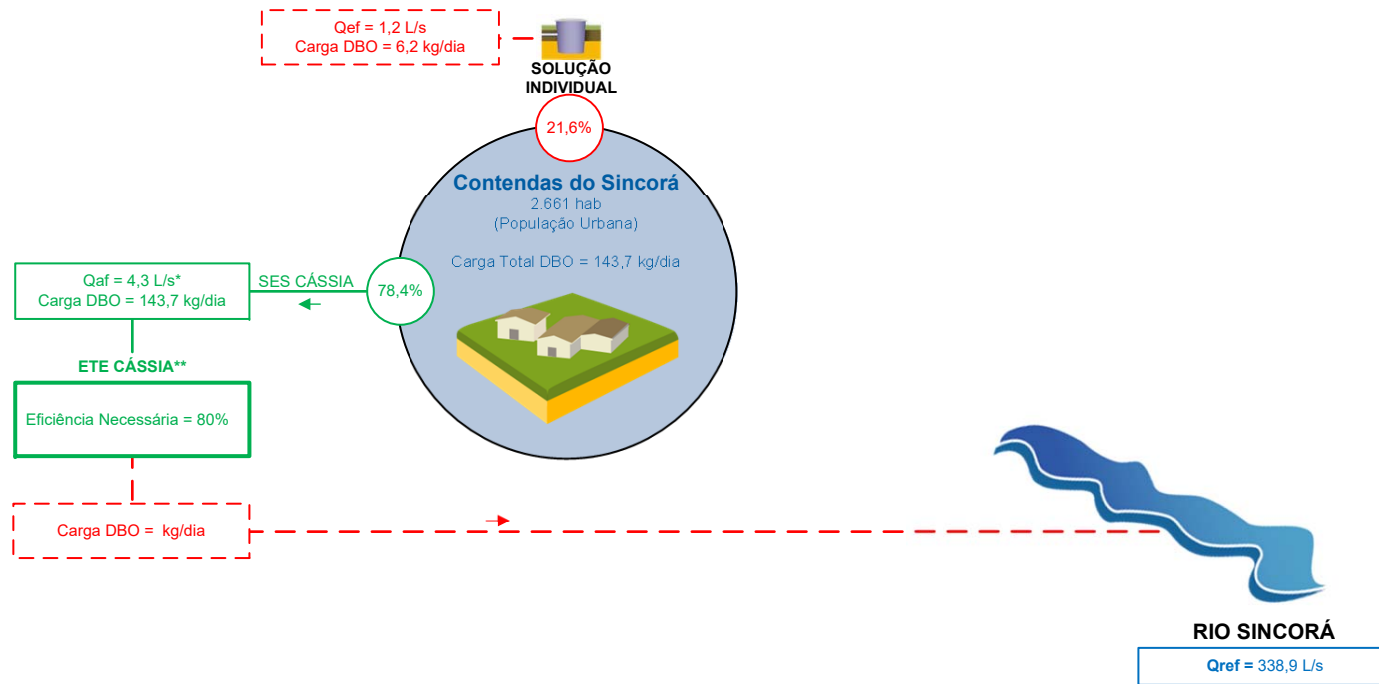 Qef = 1,2 L/s
Carga DBO = 6,2 kg/dia
SOLUÇÃO
INDIVIDUAL
21,6%
Contendas do Sincorá
2.661 hab
(População Urbana)
Carga Total DBO = 143,7 kg/dia
78,4%
SES CÁSSIA
Qaf = 4,3 L/s*
Carga DBO = 143,7 kg/dia
ETE CÁSSIA**
Eficiência Necessária = 80%
Carga DBO = kg/dia
RIO SINCORÁ
Qref = 338,9 L/s